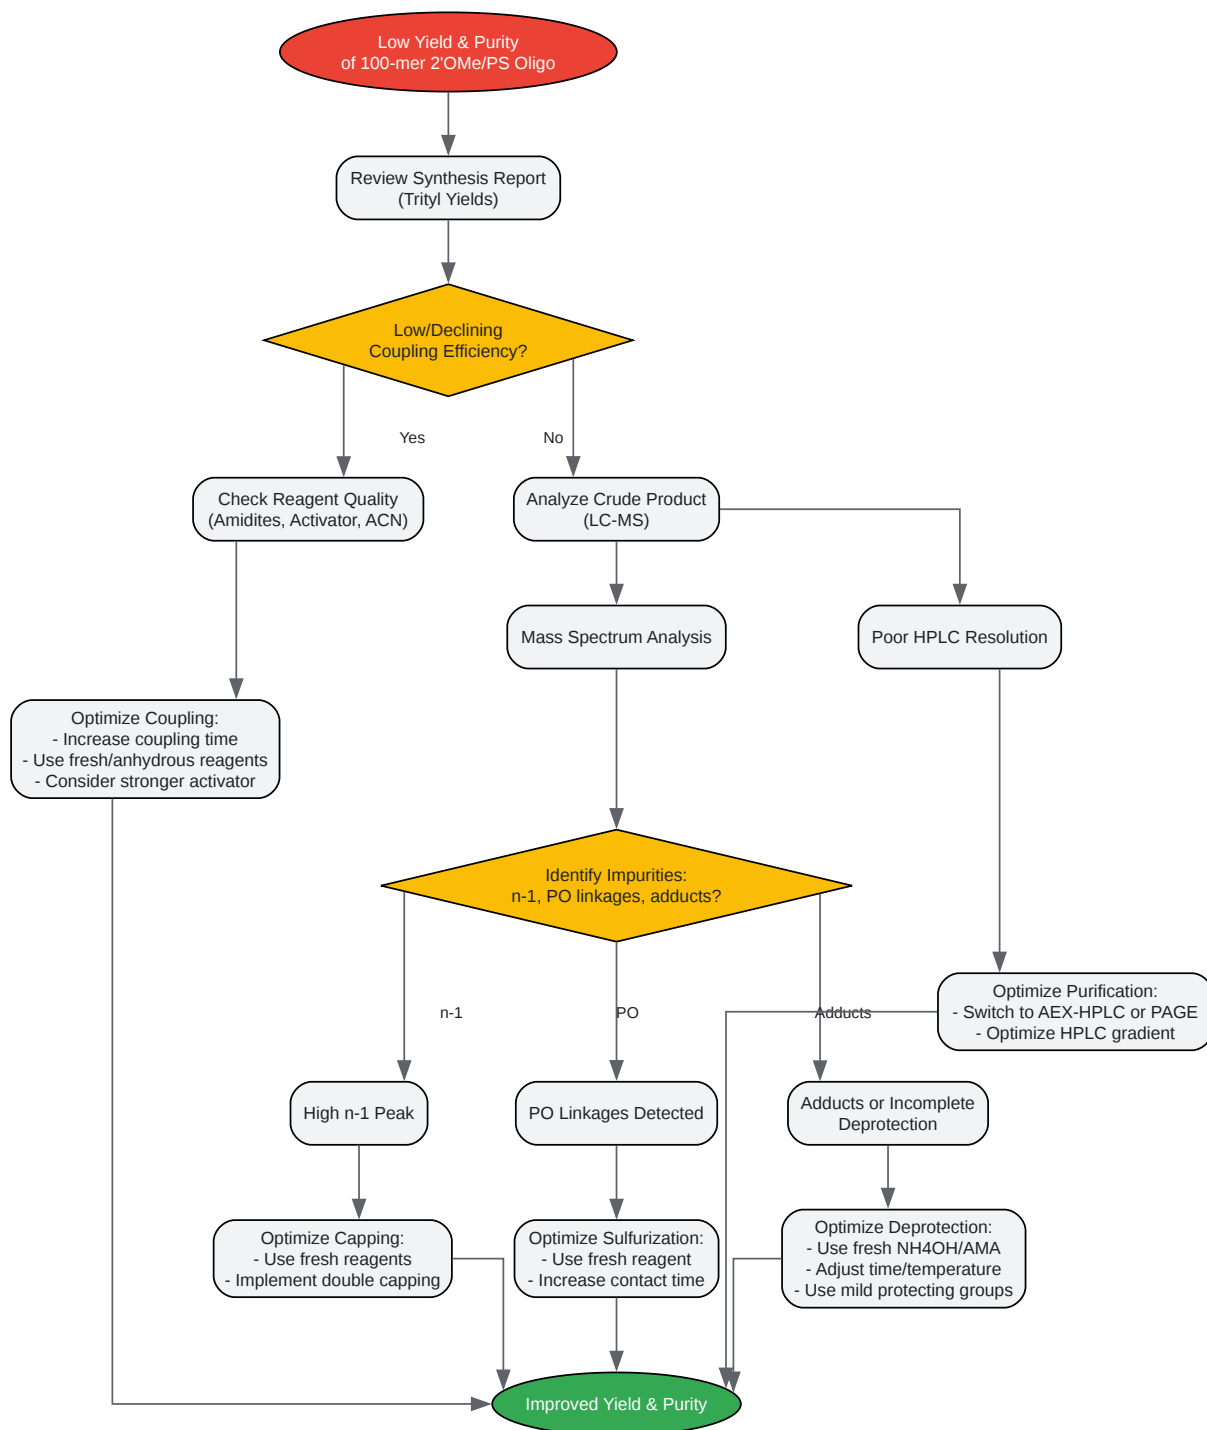 Low Yield & Purity
of 100-mer 2'OMe/PS Oligo
Review Synthesis Report
(Trityl Yields)
Low/Declining
Coupling Efficiency?
Yes
No
Check Reagent Quality
(Amidites, Activator, ACN)
Analyze Crude Product
(LC-MS)
Mass Spectrum Analysis
Poor HPLC Resolution
Optimize Coupling:
- Increase coupling time
- Use fresh/anhydrous reagents
- Consider stronger activator
Identify Impurities:
n-1, PO linkages, adducts?
Optimize Purification:
- Switch to AEX-HPLC or PAGE
- Optimize HPLC gradient
n-1
PO
Adducts
High n-1 Peak
PO Linkages Detected
Adducts or Incomplete
Deprotection
Optimize Capping:
- Use fresh reagents
- Implement double capping
Optimize Sulfurization:
- Use fresh reagent
- Increase contact time
Optimize Deprotection:
- Use fresh NH4OH/AMA
- Adjust time/temperature
- Use mild protecting groups
Improved Yield & Purity